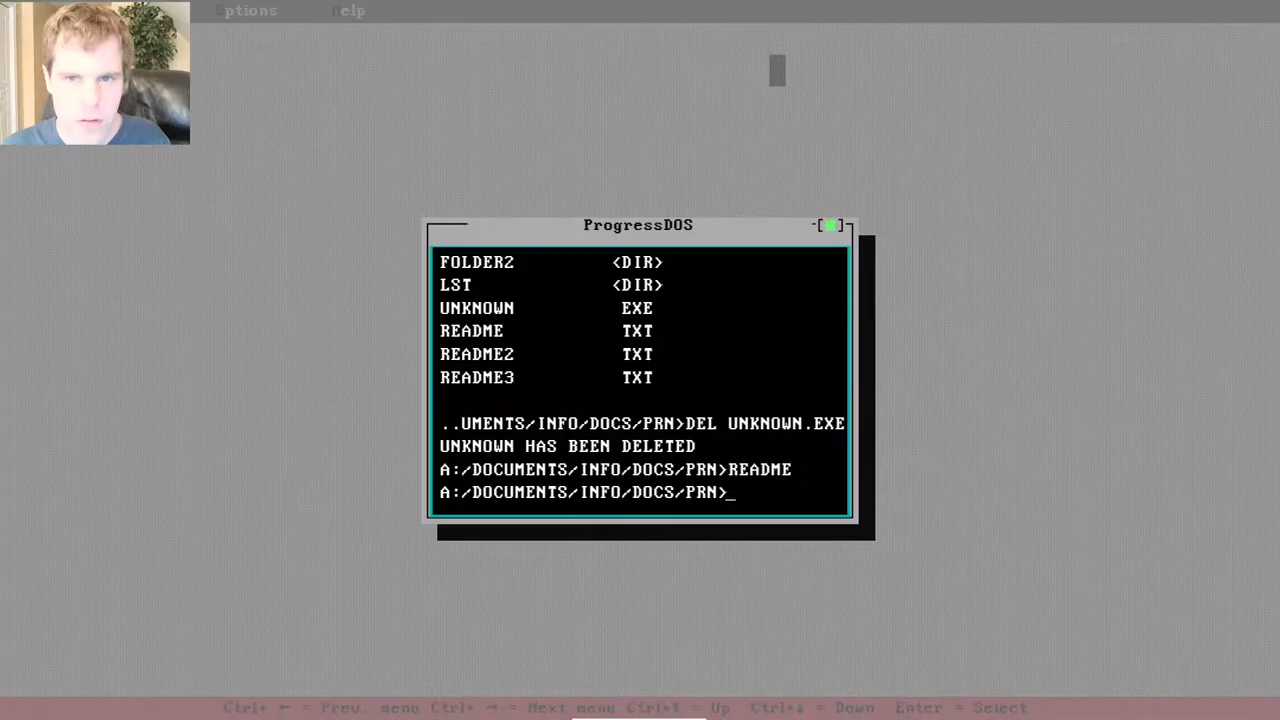 ptions Help
ProgressDOS
FOLDER2 <DIR>
LST <DIR>
UNKNOWN EXE
README TXT
README2 TXT
README3 TXT
..UMENTS/INFO/DOCS/PRN>DEL UNKNOWN.EXE
UNKNOWN HAS BEEN DELETED
A:/DOCUMENTS/INFO/DOCS/PRN>README
A:/DOCUMENTS/INFO/DOCS/PRN>_
Ctrl+ ← = Prev. menu Ctrl+ → = Next menu Ctrl+↑ = Up Ctrl+↓ = Down Enter = Select